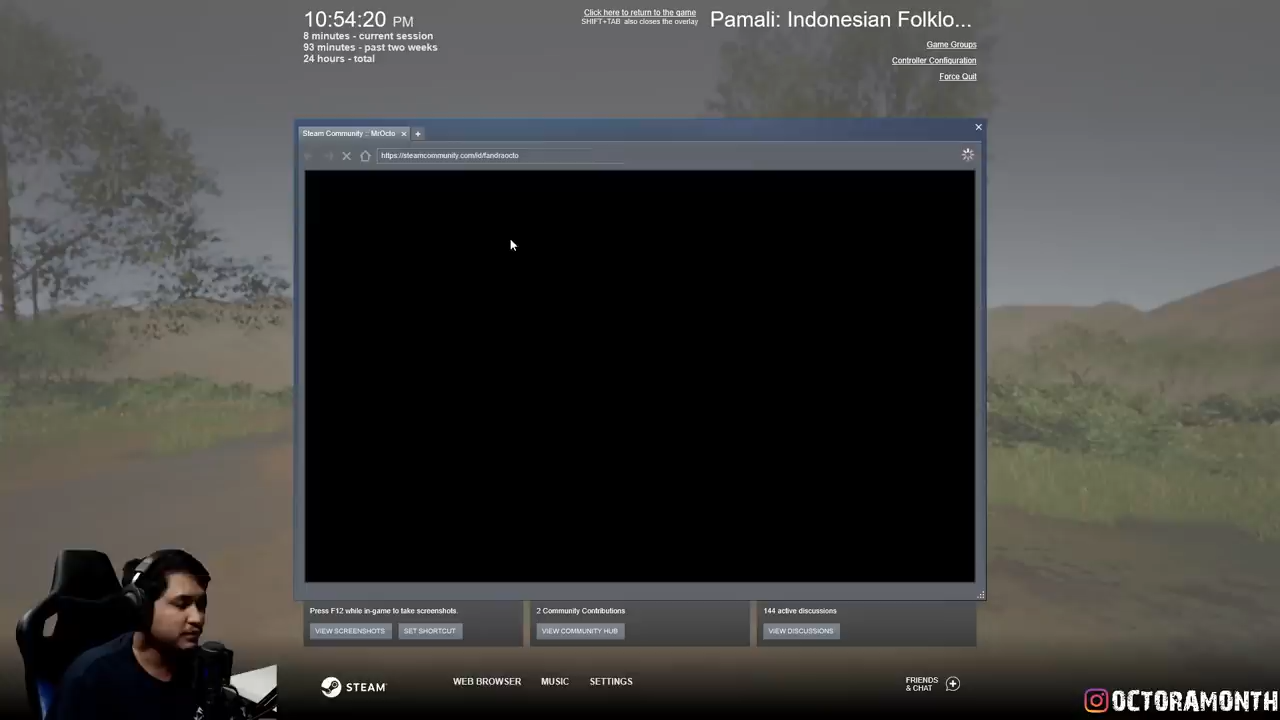 10:54:20 PM
8 minutes - current session
93 minutes - past two weeks
24 hours - total
Click here to return to the game
SHIFT+TAB also closes the overlay
Pamali: Indonesian Folklo...
Game Groups
Controller Configuration
Force Quit
Steam Community :: MrOcto
https://steamcommunity.com/id/fandraocto
Press F12 while in-game to take screenshots.
VIEW SCREENSHOTS
SET SHORTCUT
2 Community Contributions
VIEW COMMUNITY HUB
144 active discussions
VIEW DISCUSSIONS
STEAM
WEB BROWSER
MUSIC
SETTINGS
FRIENDS
& CHAT
OCTORAMONTH